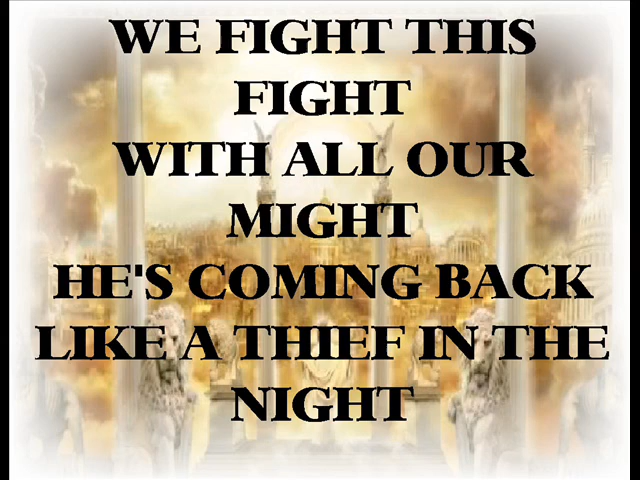 WE FIGHT THIS
FIGHT
WITH ALL OUR
MIGHT
HE'S COMING BACK
LIKE A THIEF IN THE
NIGHT